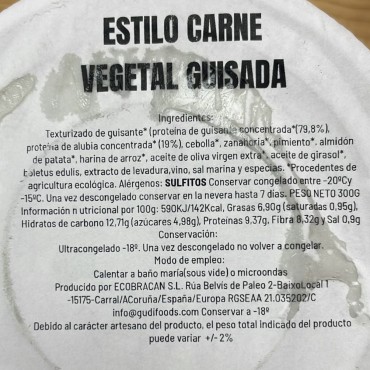 ESTILO CARNE
VEGETAL GUISADA
Ingredientes:
Texturizado de guisante* (proteína de guisante concentrada*(79,8%),
proteína de alubia concentrada* (19%), cebolla*, zanahoria*, pimiento*, almidón
de patata*, harina de arroz*, aceite de oliva virgen extra*, aceite de girasol*,
boletus edulis, extracto de levadura,vino, sal marina y especias. *Procedentes de
agricultura ecológica. Alérgenos: SULFITOS Conservar congelado entre -20ºCy
-15ºC. Una vez descongelado conservar en la nevera hasta 7 días. PESO NETO 300G
Información nutricional por 100g: 590KJ/142Kcal, Grasas 6,90g (saturadas 0,95g),
Hidratos de carbono 12,71g (azúcares 4,98g), Proteínas 9,37g, Fibra 8,32g y Sal 0,9g
Conservación:
Ultracongelado -18º. Una vez descongelado no volver a congelar.
Modo de empleo:
Calentar a baño maría(sous vide) o microondas
Producido por ECOBRACAN S.L. Rúa Belvís de Paleo 2-BaixoLocal 1
-15175-Carral/ACoruña/España/Europa RGSEAA 21.035202/C
info@gudifoods.com Conservar a -18º
Debido al carácter artesano del producto, el peso total indicado del producto
puede variar +/- 2%